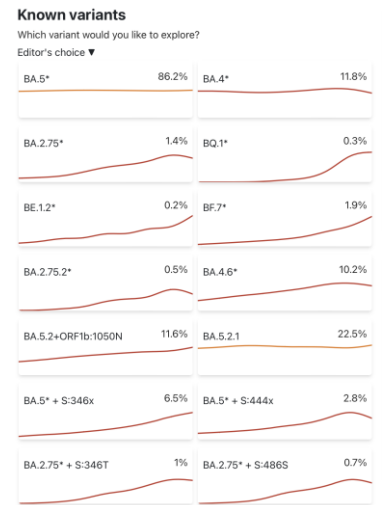 Known variants
Which variant would you like to explore?
Editor's choice ▼
BA.5* 86.2% BA.4* 11.8%
BA.2.75* 1.4% BQ.1* 0.3%
BE.1.2* 0.2% BF.7* 1.9%
BA.2.75.2* 0.5% BA.4.6* 10.2%
BA.5.2+ORF1b:1050N 11.6% BA.5.2.1 22.5%
BA.5* + S:346x 6.5% BA.5* + S:444x 2.8%
BA.2.75* + S:346T 1% BA.2.75* + S:486S 0.7%